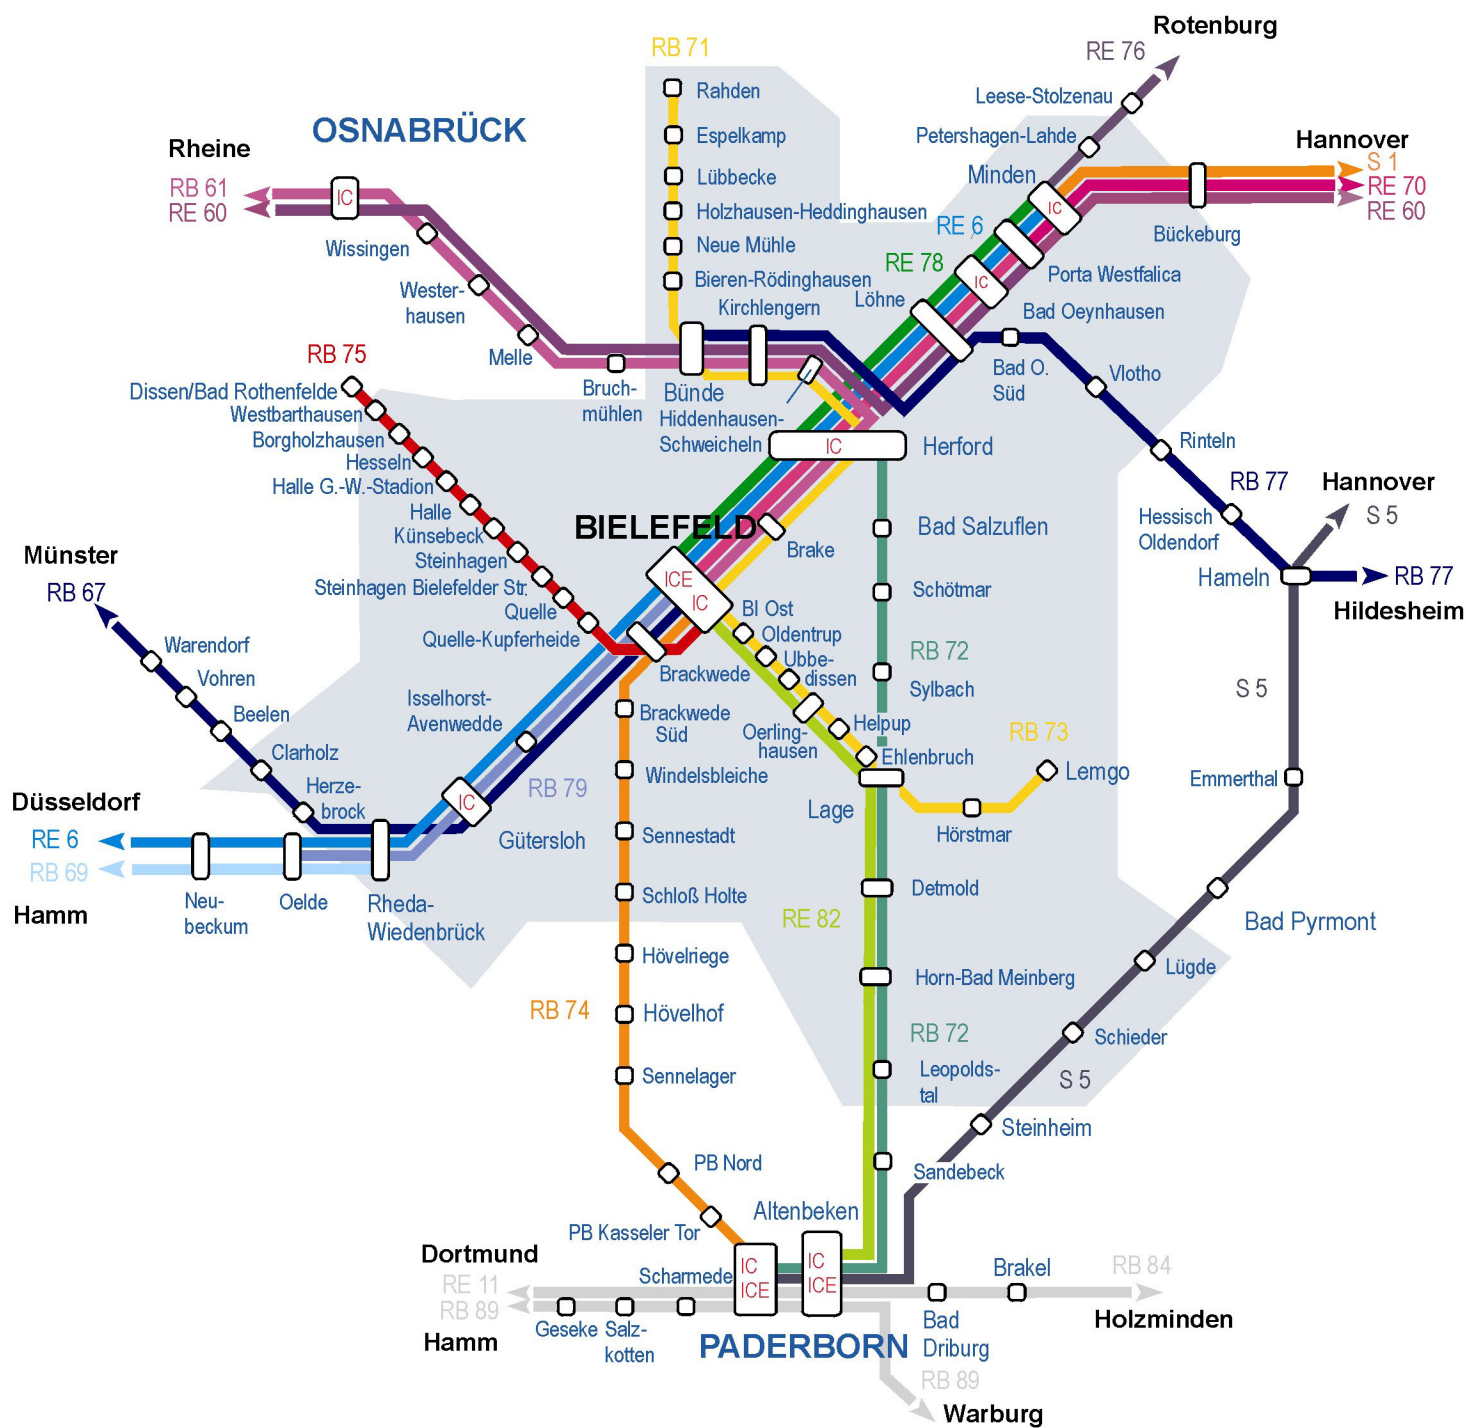 Rotenburg
RB 71
RE 76
Rahden
Leese-Stolzenau
OSNABRÜCK
Espelkamp
Petershagen-Lahde
Hannover
Rheine
S 1
Lübbecke
Minden
RB 61
RE 70
IC
IC
RE 60
Holzhausen-Heddinghausen
RE 6
RE 60
Wissingen
Neue Mühle
Bückeburg
RE 78
Porta Westfalica
Bieren-Rödinghausen
IC
Wester-
hausen
Kirchlengern
Löhne
Bad Oeynhausen
RB 75
Melle
Bad O.
Süd
Vlotho
Dissen/Bad Rothenfelde
Bruch-
mühlen
Bünde
Westbarthausen
Hiddenhausen-
Schweicheln
Borgholzhausen
IC
Herford
Rinteln
Hesseln
Halle G.-W.-Stadion
RB 77
Hannover
S 5
Halle
BIELEFELD
Bad Salzuflen
Hessisch
Oldendorf
Künsebeck
Brake
Münster
Steinhagen
Hameln
RB 77
RB 67
Steinhagen Bielefelder Str.
ICE
IC
Schötmar
Hildesheim
Quelle
BI Ost
Quelle-Kupferheide
Oldentrup
Warendorf
Ubbe-
dissen
RB 72
Vohren
Brackwede
Sylbach
S 5
Isselhorst-
Avenwedde
Beelen
Brackwede
Süd
Helpup
Oerling-
hausen
RB 73
Clarholz
Ehlenbruch
Windelsbleiche
Lemgo
Emmerthal
Herze-
brock
RB 79
IC
Düsseldorf
Lage
Hörstmar
RE 6
Gütersloh
Sennestadt
RB 69
Hamm
Neu-
beckum
Oelde
Rheda-
Wiedenbrück
Schloß Holte
Detmold
RE 82
Bad Pyrmont
Hövelriege
Lügde
Horn-Bad Meinberg
RB 74
Hövelhof
RB 72
Schieder
Sennelager
Leopolds-
tal
S 5
Steinheim
PB Nord
Sandebeck
Altenbeken
PB Kasseler Tor
Dortmund
IC
ICE
IC
ICE
Scharmede
Brakel
RB 84
RE 11
RB 89
Holzminden
Hamm
Geseke
Salz-
kotten
PADERBORN
Bad
Driburg
RB 89
Warburg